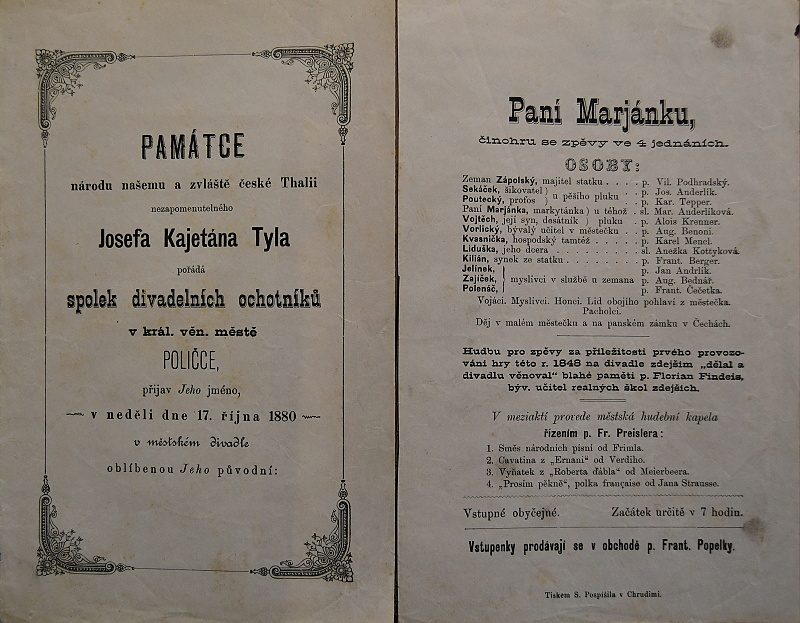 PAMÁTCE
národu našemu a zvláště české Thalii
nezapomenutelného
Josefa Kajetána Tyla
pořádá
spolek divadelních ochotníků
v král. věn. městě
POLIČCE,
přijav Jeho jméno,
v neděli dne 17. října 1880
v městském divadle
oblíbenou Jeho původní:
Paní Marjánku,
činohru se zpěvy ve 4 jednáních.
OSOBY:
Zeman Zápolský, majitel statku . . . . p. Vil. Podhradský.
Sekáček, šikovatel } u pěšího pluku . . . p. Jos. Anderlík.
Poutecký, profos } p. Kar. Tepper.
Paní Marjánka, markytánka } u téhož . sl. Mar. Anderlíková.
Vojtěch, její syn, desátník } pluku . p. Alois Krenner.
Vorlický, bývalý učitel v městečku . . p. Aug. Benoni.
Kvasnička, hospodský tamtéž . . . . . p. Karel Mencl.
Liduška, jeho dcera . . . . . . . . . sl. Anežka Kottyková.
Kilián, synek ze statku . . . . . . . . p. Frant. Berger.
Jelínek, } p. Jan Andrlík.
Zajíček, } myslivci v službě u zemana p. Aug. Bednář.
Polenáč, } p. Frant. Čečetka.
Vojáci. Myslivci. Honci. Lid obojího pohlaví z městečka.
Pacholci.
Děj v malém městečku a na panském zámku v Čechách.
Hudbu pro zpěvy za příležitosti prvého provozo-
vání hry této r. 1848 na divadle zdejším „dělal a
divadlu věnoval“ blahé paměti p. Florian Findeis,
býv. učitel reálných škol zdejších.
V meziaktí provede městská hudební kapela
řízením p. Fr. Preislera:
1. Směs národních písní od Frimla.
2. Cavatina z „Ernani“ od Verdiho.
3. Výňatek z „Roberta ďábla“ od Meierbeera.
4. „Prosím pěkně“, polka française od Jana Strausse.
Vstupné obyčejné. Začátek určitě v 7 hodin.
Vstupenky prodávají se v obchodě p. Frant. Popelky.
Tiskem S. Pospíšila v Chrudimi.